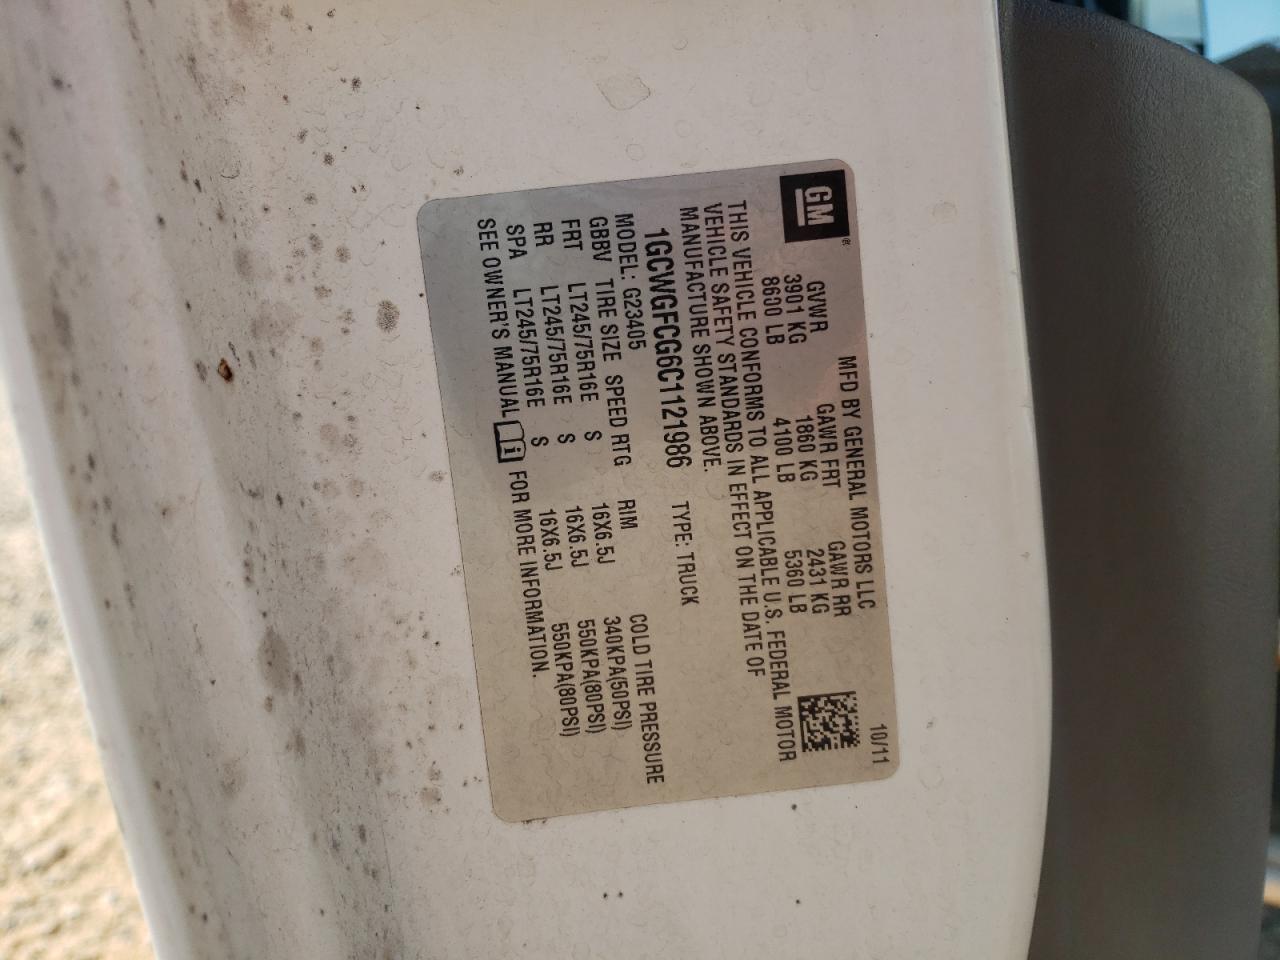 GM®
MFD BY GENERAL MOTORS LLC 10/11
GVWR GAWR FRT GAWR RR
3901 KG 1860 KG 2431 KG
8600 LB 4100 LB 5360 LB
THIS VEHICLE CONFORMS TO ALL APPLICABLE U.S. FEDERAL MOTOR
VEHICLE SAFETY STANDARDS IN EFFECT ON THE DATE OF
MANUFACTURE SHOWN ABOVE.
1GCWGFCG6C1121986 TYPE: TRUCK
MODEL: G23405
GBBV TIRE SIZE SPEED RTG RIM COLD TIRE PRESSURE
FRT LT245/75R16E S 16X6.5J 340KPA(50PSI)
RR LT245/75R16E S 16X6.5J 550KPA(80PSI)
SPA LT245/75R16E S 16X6.5J 550KPA(80PSI)
SEE OWNER'S MANUAL i FOR MORE INFORMATION.